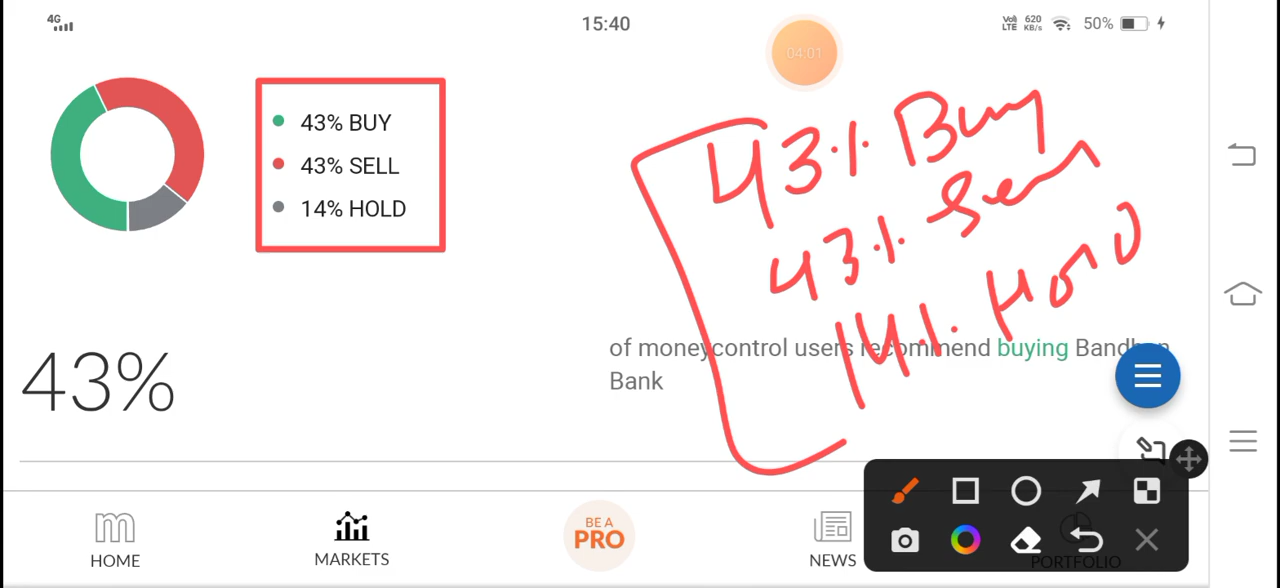 4G
15:40
04:01
VoI) LTE 620 KB/s 50%
43% BUY
43% SELL
14% HOLD
43% Buy
43% Sell
14% Hold
43%
of moneycontrol users recommend buying Bandhan
Bank
m
HOME
MARKETS
BE A
PRO
NEWS
PORTFOLIO